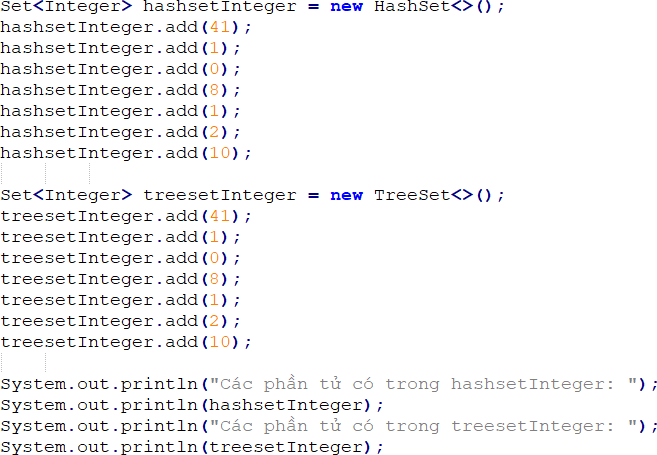 Set<Integer> hashsetInteger = new HashSet<>();
hashsetInteger.add(41);
hashsetInteger.add(1);
hashsetInteger.add(0);
hashsetInteger.add(8);
hashsetInteger.add(1);
hashsetInteger.add(2);
hashsetInteger.add(10);
Set<Integer> treesetInteger = new TreeSet<>();
treesetInteger.add(41);
treesetInteger.add(1);
treesetInteger.add(0);
treesetInteger.add(8);
treesetInteger.add(1);
treesetInteger.add(2);
treesetInteger.add(10);
System.out.println("Các phần tử có trong hashsetInteger: ");
System.out.println(hashsetInteger);
System.out.println("Các phần tử có trong treesetInteger: ");
System.out.println(treesetInteger);